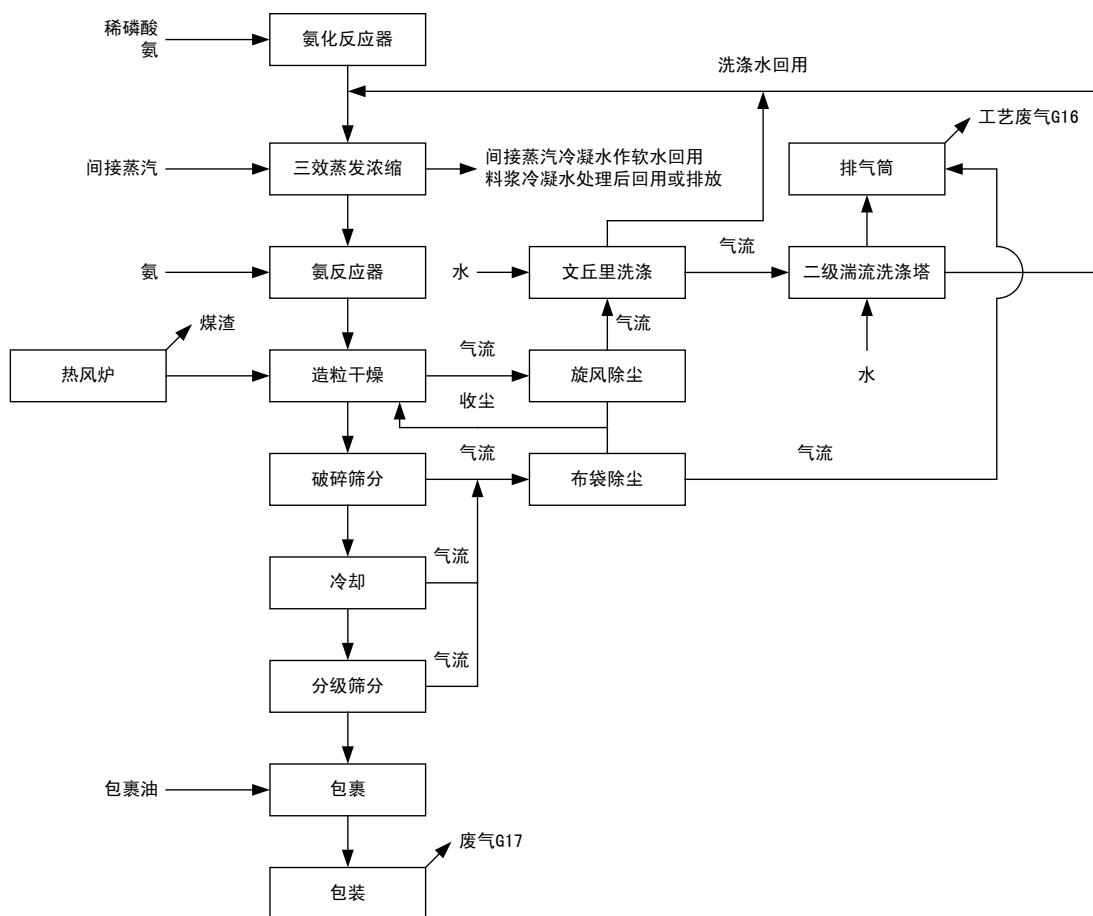 稀磷酸
氨
氨化反应器
洗涤水回用
工艺废气G16
间接蒸汽
三效蒸发浓缩
间接蒸汽冷凝水作软水回用
料浆冷凝水处理后回用或排放
排气筒
氨
氨反应器
水
文丘里洗涤
气流
二级湍流洗涤塔
煤渣
气流
热风炉
造粒干燥
气流
旋风除尘
水
收尘
破碎筛分
气流
布袋除尘
气流
冷却
气流
分级筛分
气流
包裹油
包裹
废气G17
包装